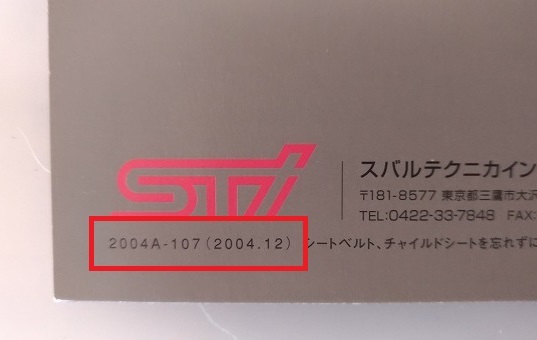 STi
スバルテクニカイン
〒181-8577 東京都三鷹市大沢
TEL:0422-33-7848 FAX:
2004A-107(2004.12) シートベルト、チャイルドシートを忘れずに